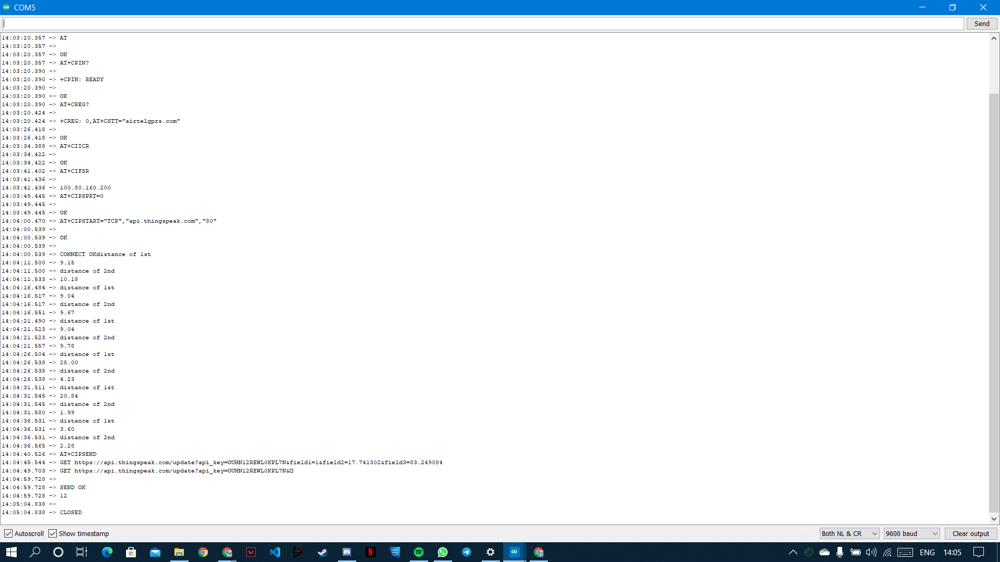 COM5
Send
14:03:20.357 -> AT
14:03:20.357 ->
14:03:20.357 -> OK
14:03:20.357 -> AT+CPIN?
14:03:20.390 ->
14:03:20.390 -> +CPIN: READY
14:03:20.390 ->
14:03:20.390 -> OK
14:03:20.390 -> AT+CREG?
14:03:20.424 ->
14:03:20.424 -> +CREG: 0,AT+CSTT="airtelgprs.com"
14:03:26.418 ->
14:03:26.418 -> OK
14:03:34.388 -> AT+CIICR
14:03:34.422 ->
14:03:34.422 -> OK
14:03:41.402 -> AT+CIFSR
14:03:41.436 ->
14:03:41.436 -> 100.80.160.200
14:03:49.445 -> AT+CIPSPRT=0
14:03:49.445 ->
14:03:49.445 -> OK
14:04:00.470 -> AT+CIPSTART="TCP","api.thingspeak.com","80"
14:04:00.539 ->
14:04:00.539 -> OK
14:04:00.539 ->
14:04:00.539 -> CONNECT OKdistance of 1st
14:04:11.500 -> 9.15
14:04:11.500 -> distance of 2nd
14:04:11.533 -> 10.18
14:04:16.484 -> distance of 1st
14:04:16.517 -> 9.04
14:04:16.517 -> distance of 2nd
14:04:16.551 -> 9.67
14:04:21.490 -> distance of 1st
14:04:21.523 -> 9.04
14:04:21.523 -> distance of 2nd
14:04:21.557 -> 9.78
14:04:26.504 -> distance of 1st
14:04:26.538 -> 28.00
14:04:26.538 -> distance of 2nd
14:04:26.538 -> 4.23
14:04:31.511 -> distance of 1st
14:04:31.545 -> 20.84
14:04:31.545 -> distance of 2nd
14:04:31.580 -> 1.99
14:04:36.531 -> distance of 1st
14:04:36.531 -> 3.60
14:04:36.531 -> distance of 2nd
14:04:36.565 -> 2.28
14:04:40.526 -> AT+CIPSEND
14:04:45.544 -> GET https://api.thingspeak.com/update?api_key=OUHN12REWL0KPL7N&field1=1&field2=17.741302&field3=83.249084
14:04:49.703 -> GET https://api.thingspeak.com/update?api_key=OUHN12REWL0KPL7N&□
14:04:59.728 ->
14:04:59.728 -> SEND OK
14:04:59.728 -> 12
14:05:04.838 ->
14:05:04.838 -> CLOSED
Autoscroll Show timestamp Both NL & CR 9600 baud Clear output
ENG 14:05